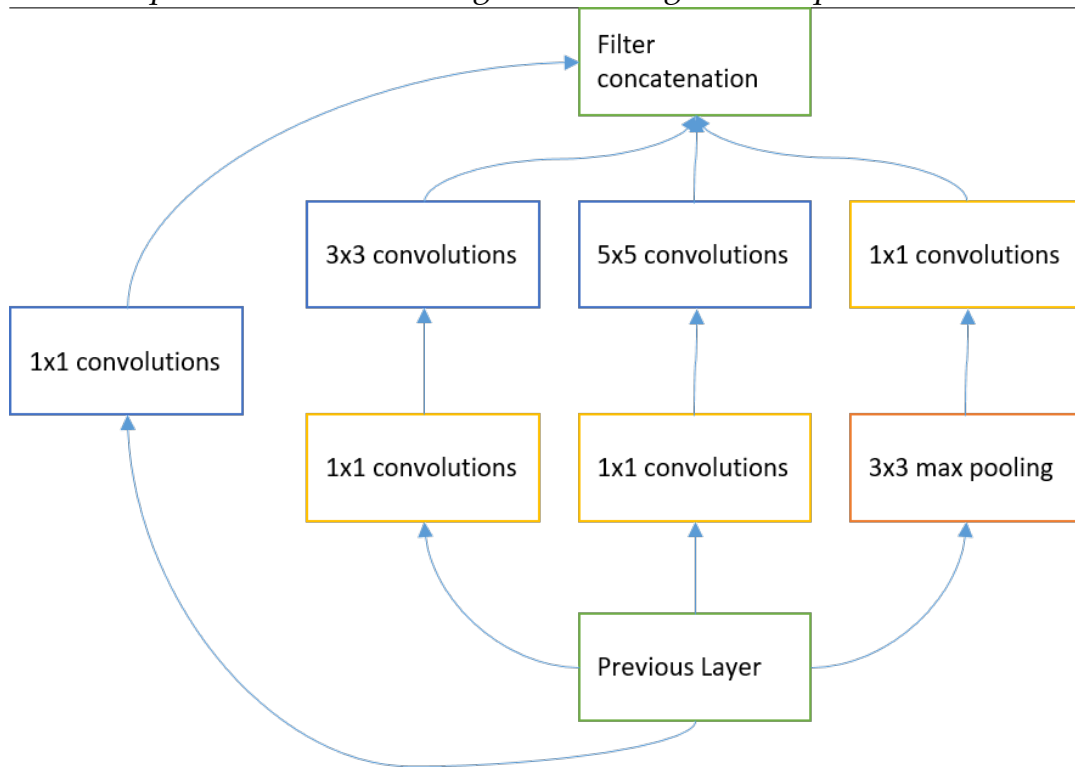 Filter
concatenation
3x3 convolutions
5x5 convolutions
1x1 convolutions
1x1 convolutions
1x1 convolutions
1x1 convolutions
3x3 max pooling
Previous Layer